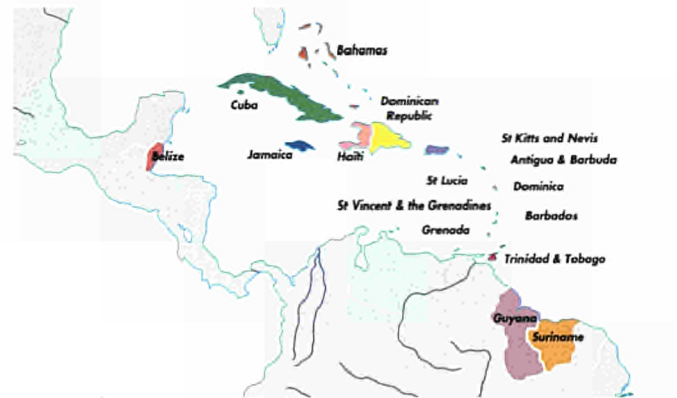 Bahamas
Cuba
Dominican
Republic
St Kitts and Nevis
Belize
Jamaica
Haiti
Antigua & Barbuda
St Lucia
Dominica
St Vincent & the Grenadines
Barbados
Grenada
Trinidad & Tobago
Guyana
Suriname